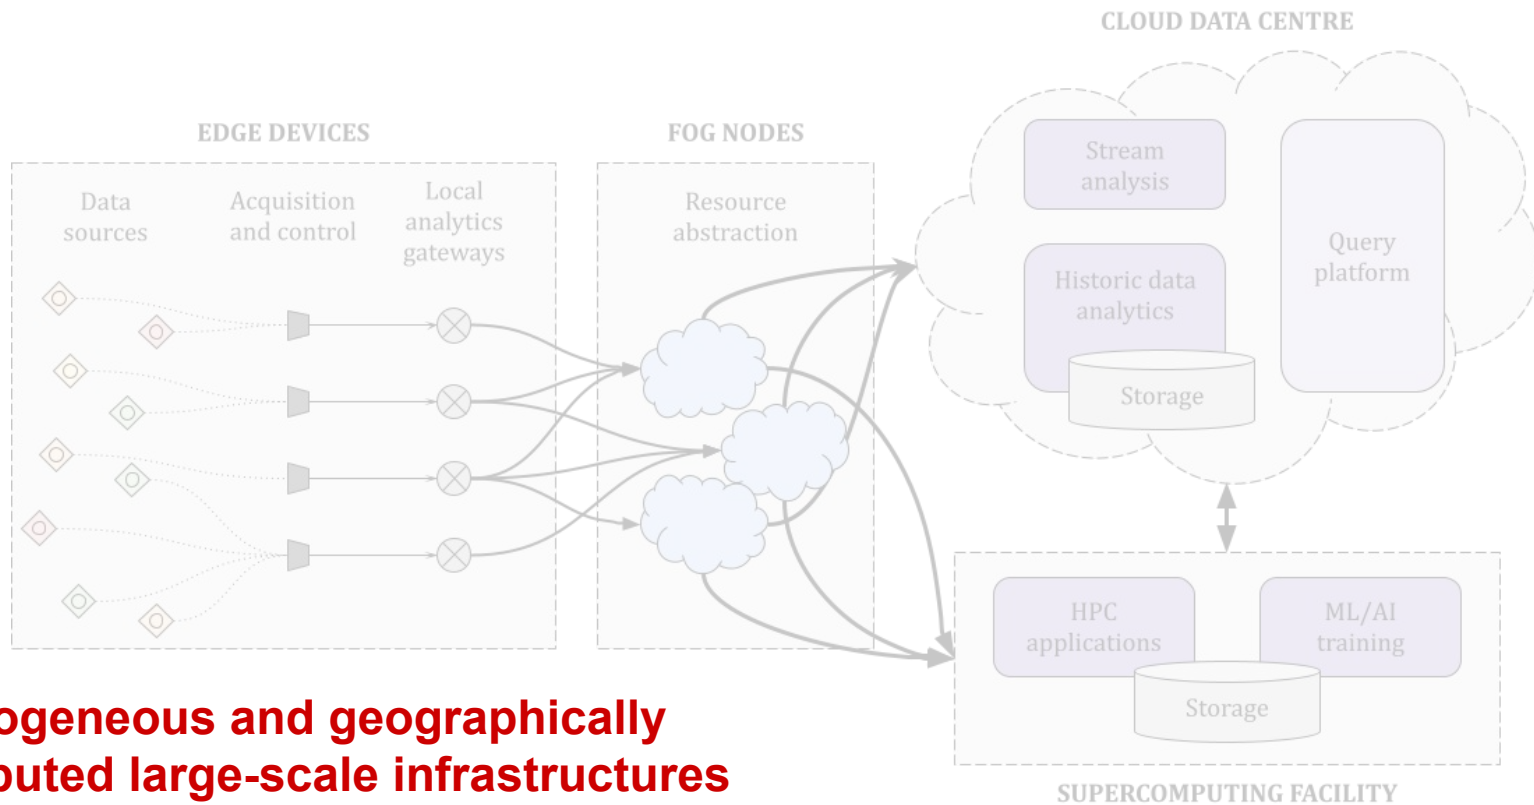 CLOUD DATA CENTRE
EDGE DEVICES
FOG NODES
Data
sources
Acquisition
and control
Local
analytics
gateways
Resource
abstraction
Stream
analysis
Historic data
analytics
Storage
Query
platform
HPC
applications
ML/AI
training
Storage
SUPERCOMPUTING FACILITY
ogeneous and geographically
buted large-scale infrastructures